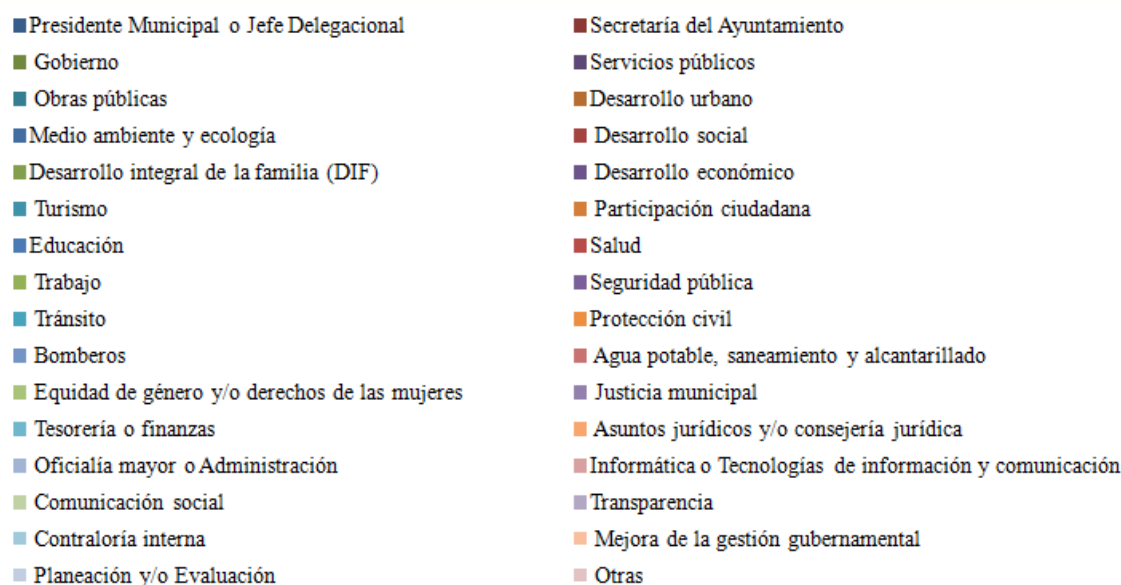 Presidente Municipal o Jefe Delegacional
Secretaría del Ayuntamiento
Gobierno
Servicios públicos
Obras públicas
Desarrollo urbano
Medio ambiente y ecología
Desarrollo social
Desarrollo integral de la familia (DIF)
Desarrollo económico
Turismo
Participación ciudadana
Educación
Salud
Trabajo
Seguridad pública
Tránsito
Protección civil
Bomberos
Agua potable, saneamiento y alcantarillado
Equidad de género y/o derechos de las mujeres
Justicia municipal
Tesorería o finanzas
Asuntos jurídicos y/o consejería jurídica
Oficialía mayor o Administración
Informática o Tecnologías de información y comunicación
Comunicación social
Transparencia
Contraloría interna
Mejora de la gestión gubernamental
Planeación y/o Evaluación
Otras